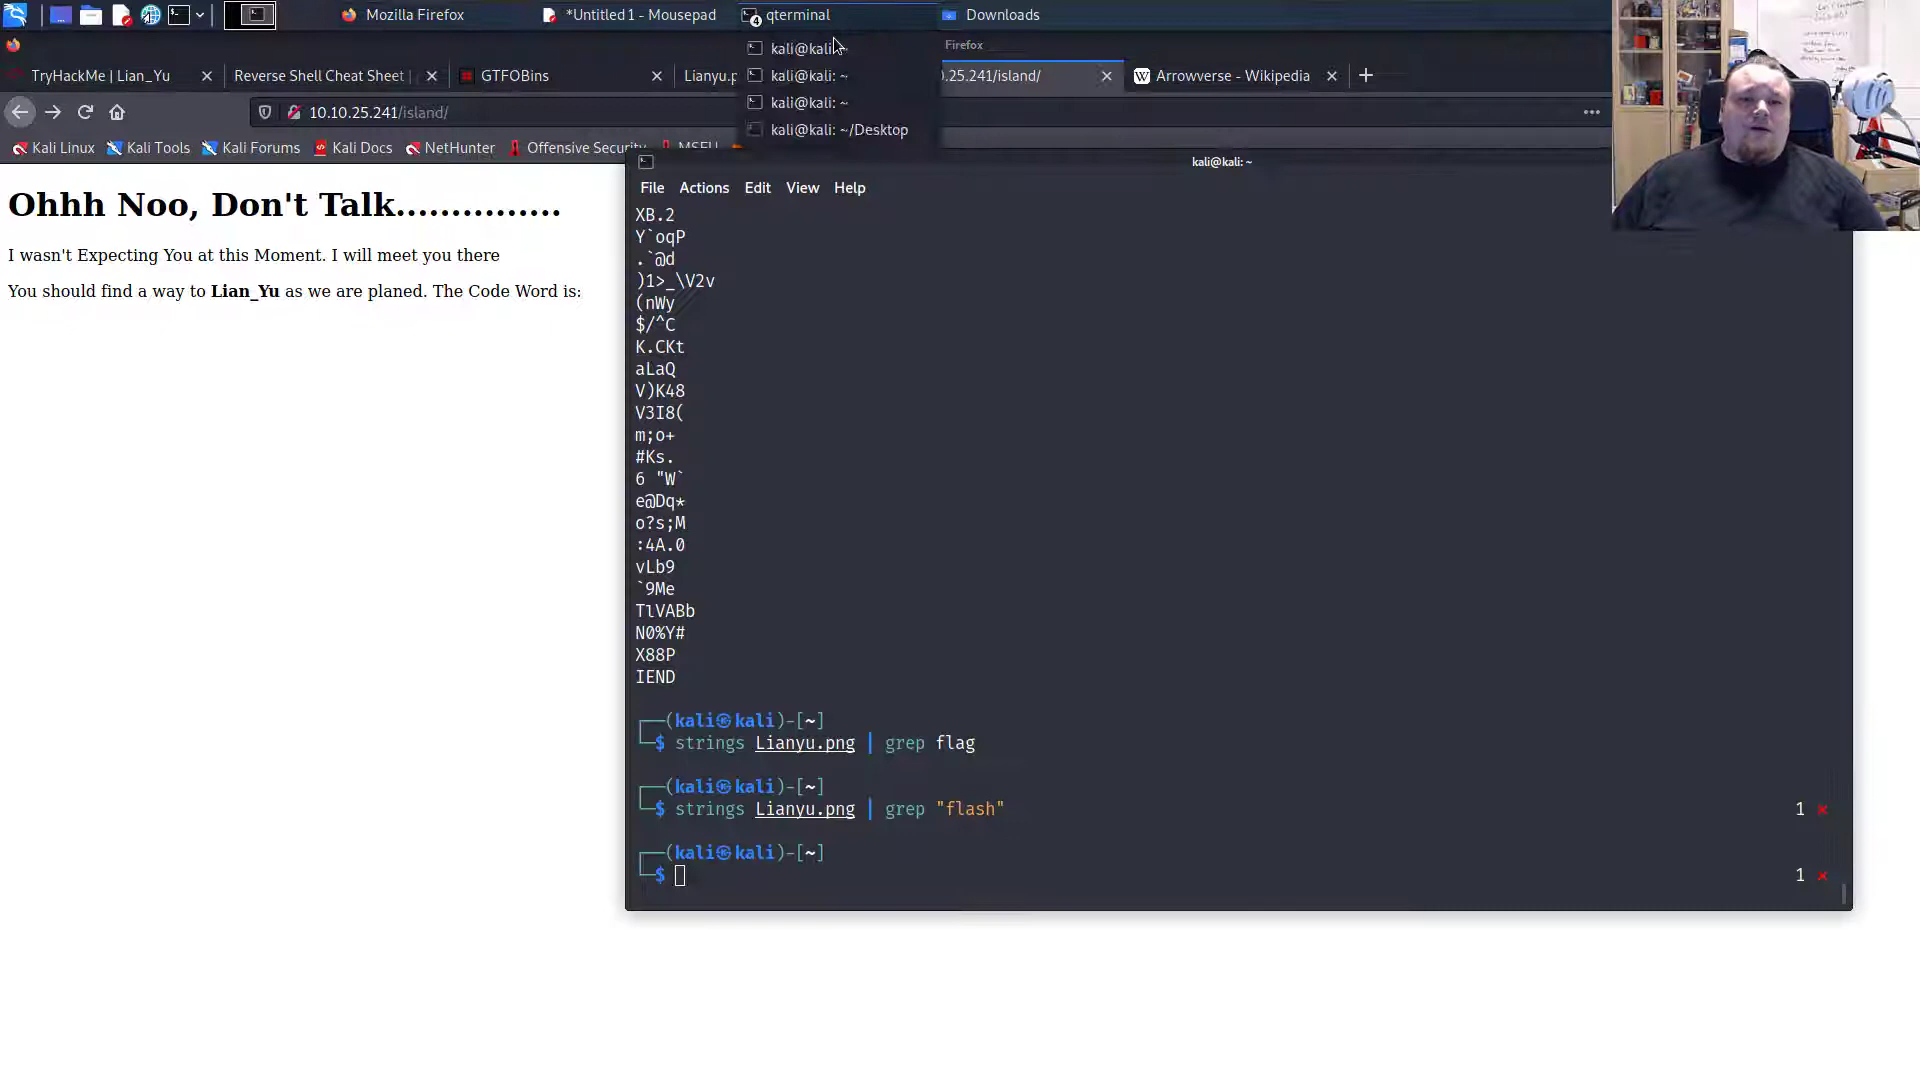 Mozilla Firefox
*Untitled 1 - Mousepad
qterminal
4
Downloads
kali@kali: ~
kali@kali: ~
kali@kali: ~
kali@kali: ~/Desktop
Firefox
TryHackMe | Lian_Yu
Reverse Shell Cheat Sheet |
GTFOBins
Lianyu.p
.25.241/island/
Arrowverse - Wikipedia
10.10.25.241/island/
Kali Linux
Kali Tools
Kali Forums
Kali Docs
NetHunter
Offensive Security
MSFU
Ohhh Noo, Don't Talk...............
I wasn't Expecting You at this Moment. I will meet you there
You should find a way to Lian_Yu as we are planed. The Code Word is:
kali@kali: ~
File Actions Edit View Help
XB.2
Y`oqP
.`@d
)1>_\V2v
(nWy
$/^C
K.CKt
aLaQ
V)K48
V3I8(
m;o+
#Ks.
6 "W`
e@Dq*
o?s;M
:4A.0
vLb9
`9Me
TlVABb
N0%Y#
X88P
IEND
(kali㉿kali)-[~]
$ strings Lianyu.png | grep flag
(kali㉿kali)-[~]
$ strings Lianyu.png | grep "flash"
1 ⨯
(kali㉿kali)-[~]
$
1 ⨯